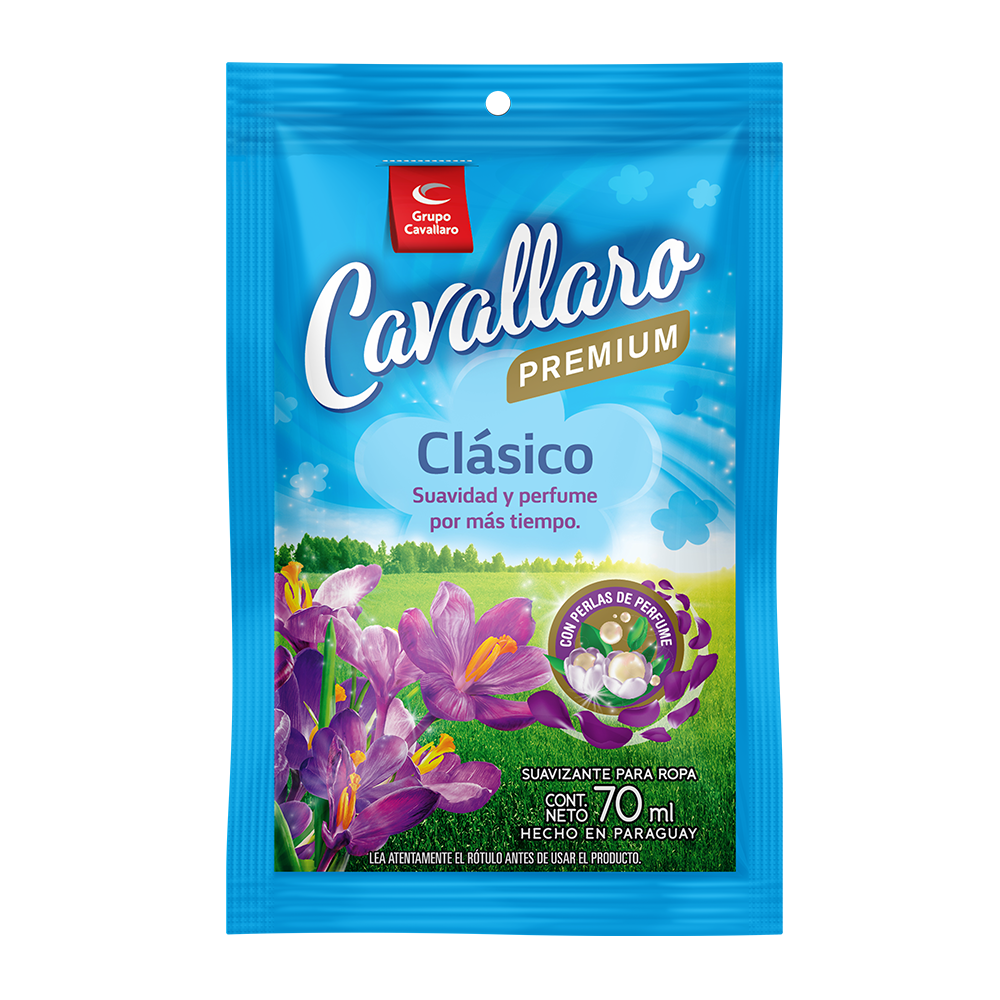 Grupo
Cavallaro
Cavallaro
PREMIUM
Clásico
Suavidad y perfume
por más tiempo.
CON PERLAS DE PERFUME
SUAVIZANTE PARA ROPA
CONT.
NETO 70 ml
HECHO EN PARAGUAY
LEA ATENTAMENTE EL RÓTULO ANTES DE USAR EL PRODUCTO.